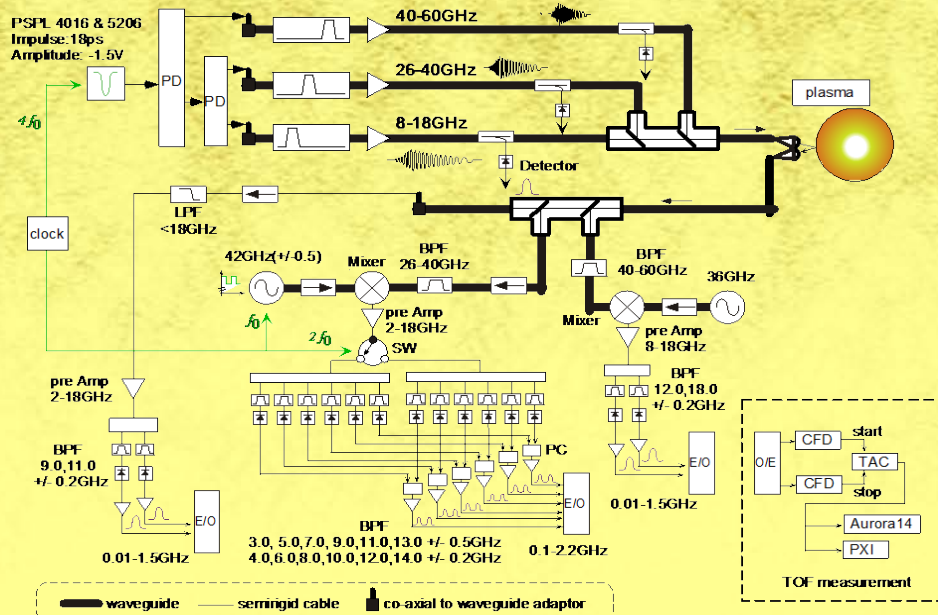 PSPL 4016 & 5206
Impulse:18ps
Amplitude: -1.5V
40-60GHz
26-40GHz
8-18GHz
PD
PD
plasma
4f0
Detector
LPF
<18GHz
clock
42GHz(+/-0.5)
Mixer
BPF
26-40GHz
BPF
40-60GHz
36GHz
Mixer
f0
2f0
pre Amp
2-18GHz
SW
pre Amp
8-18GHz
pre Amp
2-18GHz
BPF
12.0,18.0
+/- 0.2GHz
BPF
9.0,11.0
+/- 0.2GHz
PC
E/O
E/O
E/O
0.01-1.5GHz
0.01-1.5GHz
BPF
3.0, 5.0,7.0, 9.0,11.0,13.0 +/- 0.5GHz
4.0,6.0,8.0, 10.0,12.0,14.0 +/- 0.2GHz
0.1-2.2GHz
O/E
CFD
start
TAC
CFD
stop
Aurora14
PXI
TOF measurement
waveguide
semirigid cable
co-axial to waveguide adaptor